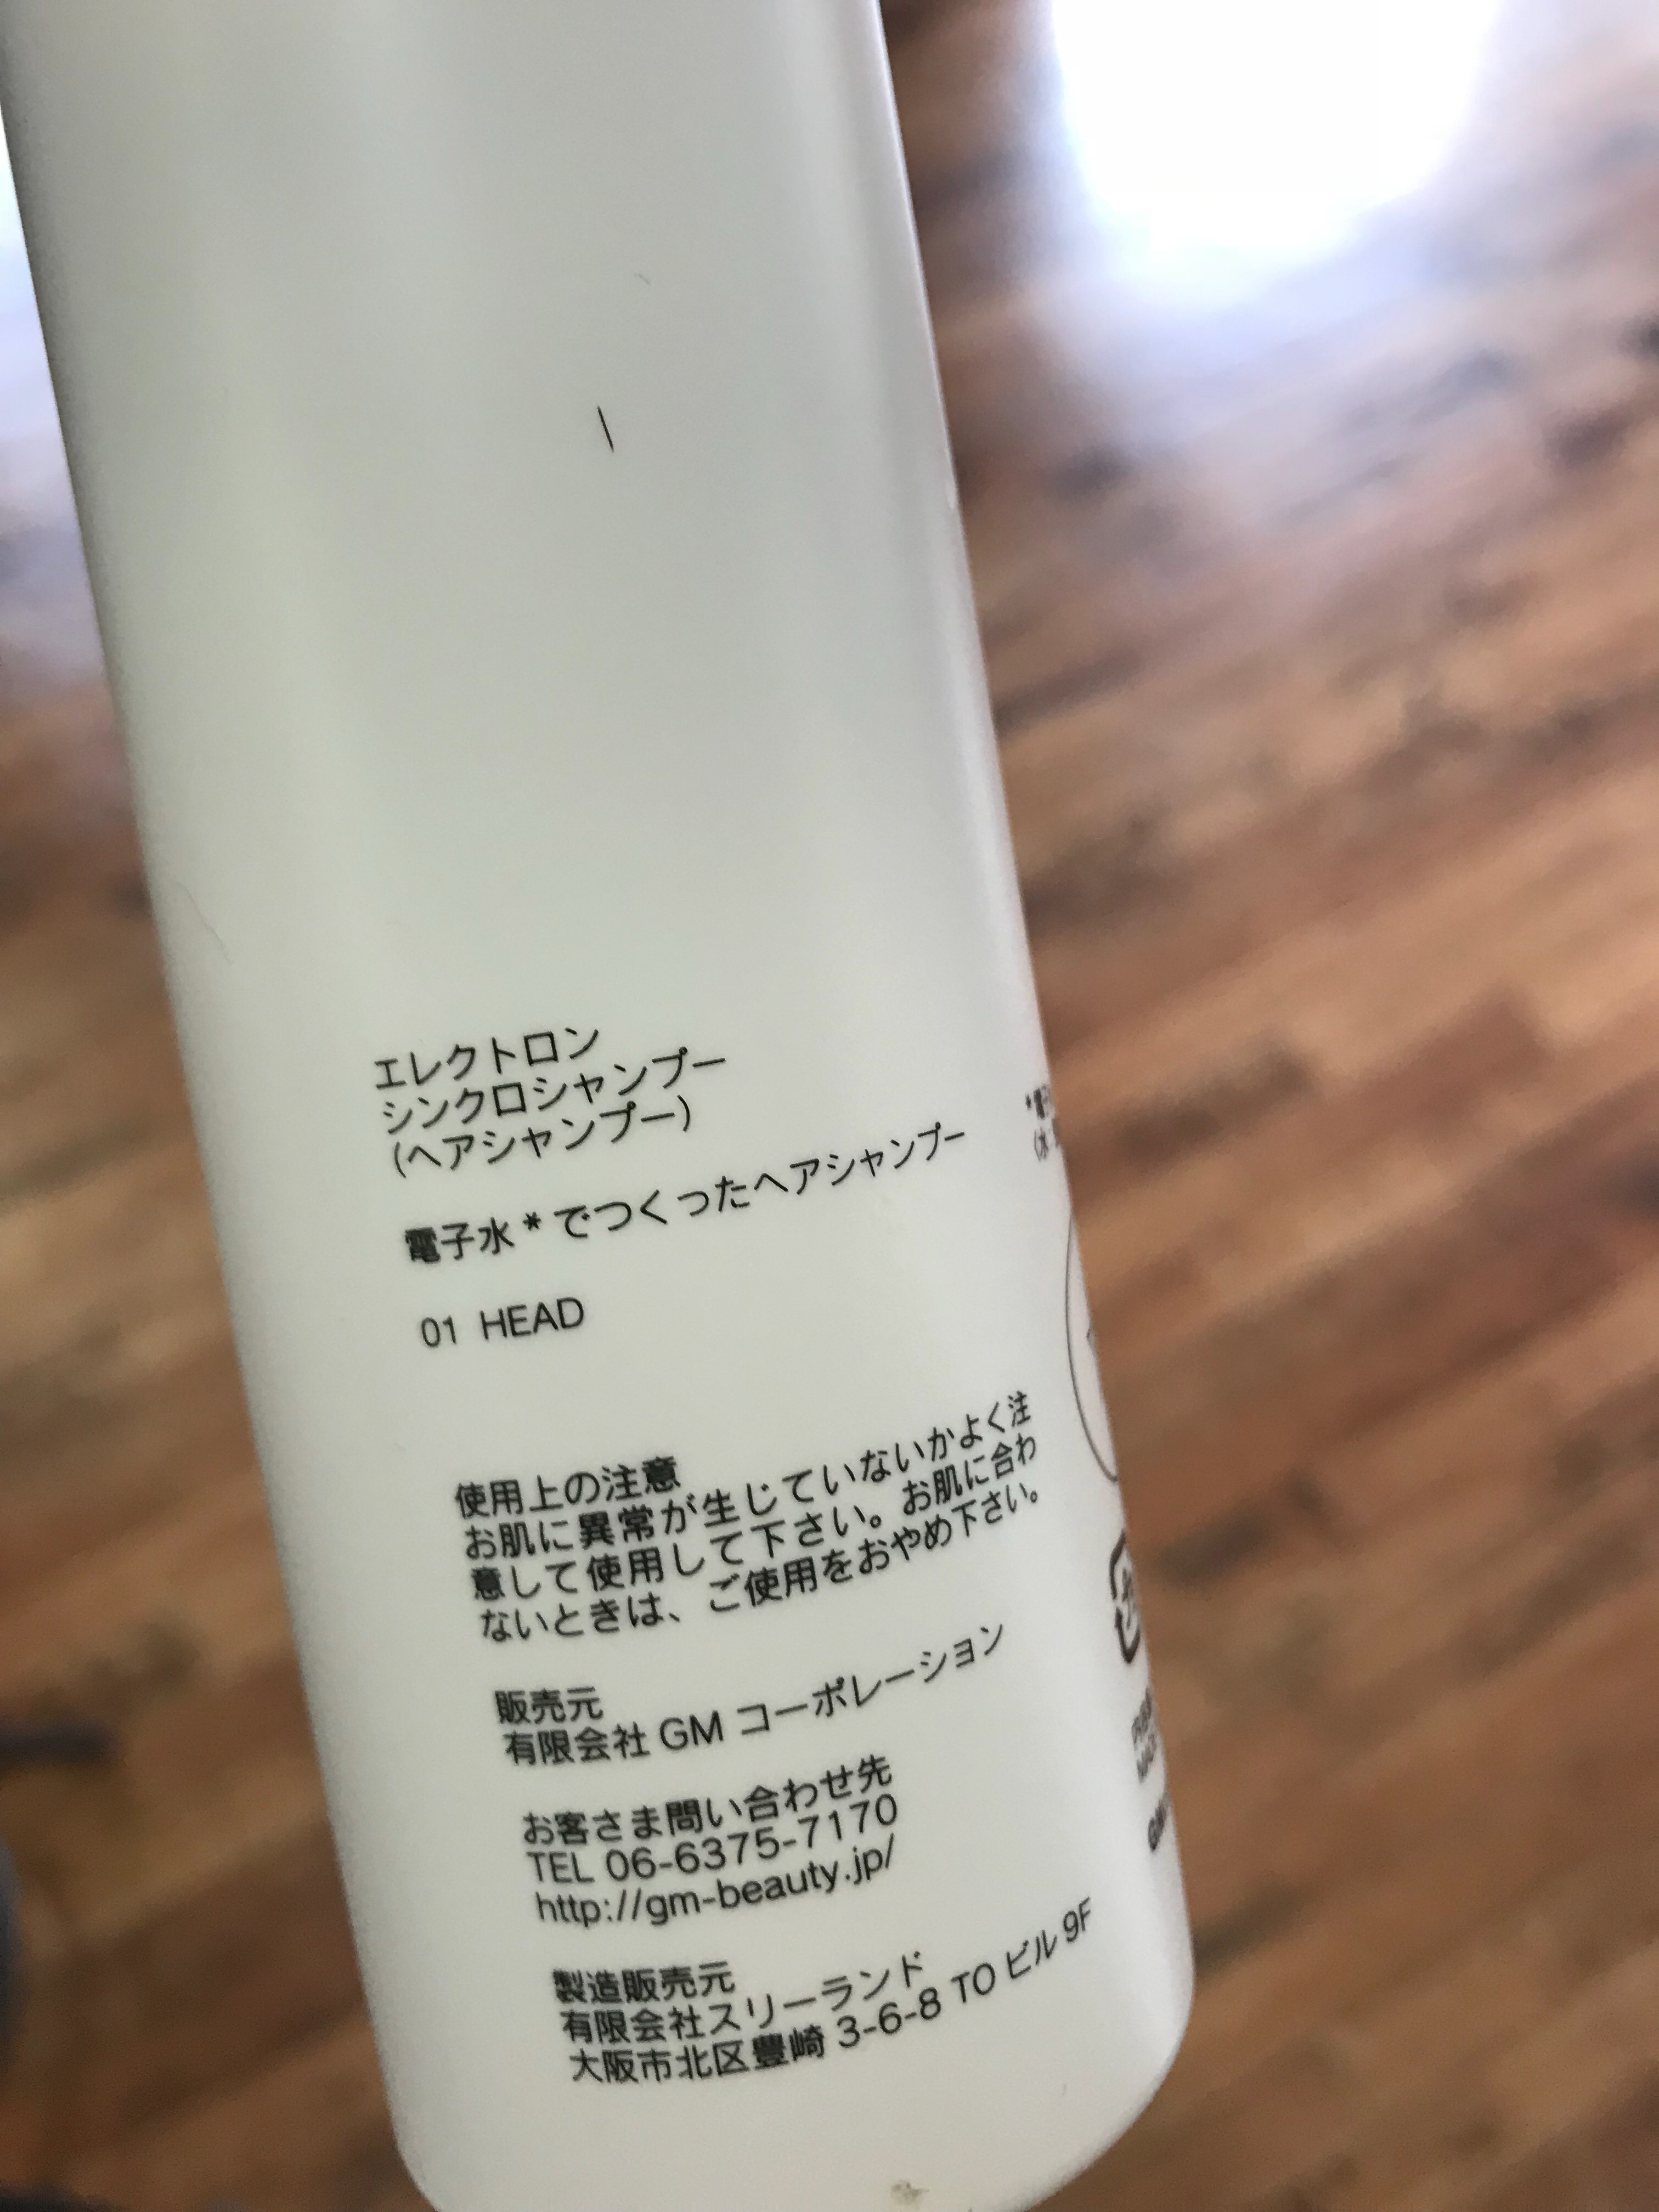 エレクトロン
シンクロシャンプー
(ヘアシャンプー)
電子水*でつくったヘアシャンプー
01 HEAD
使用上の注意
お肌に異常が生じていないかよく注
意して使用して下さい。お肌に合わ
ないときは、ご使用をおやめ下さい。
販売元
有限会社 GM コーポレーション
お客さま問い合わせ先
TEL 06-6375-7170
http://gm-beauty.jp/
製造販売元
有限会社スリーランド
大阪市北区豊崎 3-6-8 TO ビル 9F